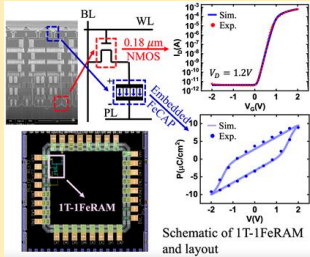 BL
WL
0.18 μm
NMOS
+
-
PL
Embedded
FeCAP
1T-1FeRAM
I_D(A)
10⁻³
10⁻⁴
10⁻⁵
10⁻⁶
10⁻⁷
10⁻⁸
10⁻⁹
10⁻¹⁰
10⁻¹¹
10⁻¹²
Sim.
Exp.
V_D = 1.2V
-2 -1 0 1 2
V_G(V)
P(μC/cm²)
10
5
0
-5
-10
Sim.
Exp.
-2 -1 0 1 2
V(V)
Schematic of 1T-1FeRAM
and layout